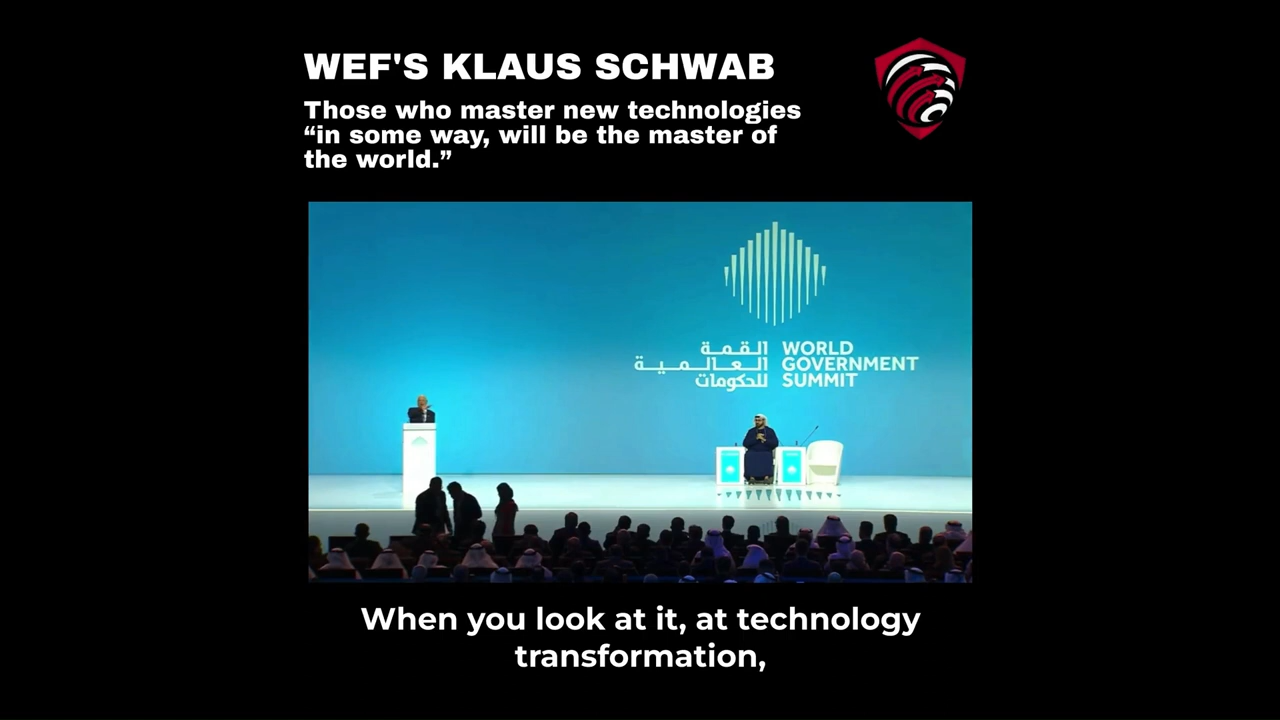 WEF'S KLAUS SCHWAB
Those who master new technologies
“in some way, will be the master of
the world.”
القمة
العالمية
للحكومات
WORLD
GOVERNMENT
SUMMIT
When you look at it, at technology
transformation,